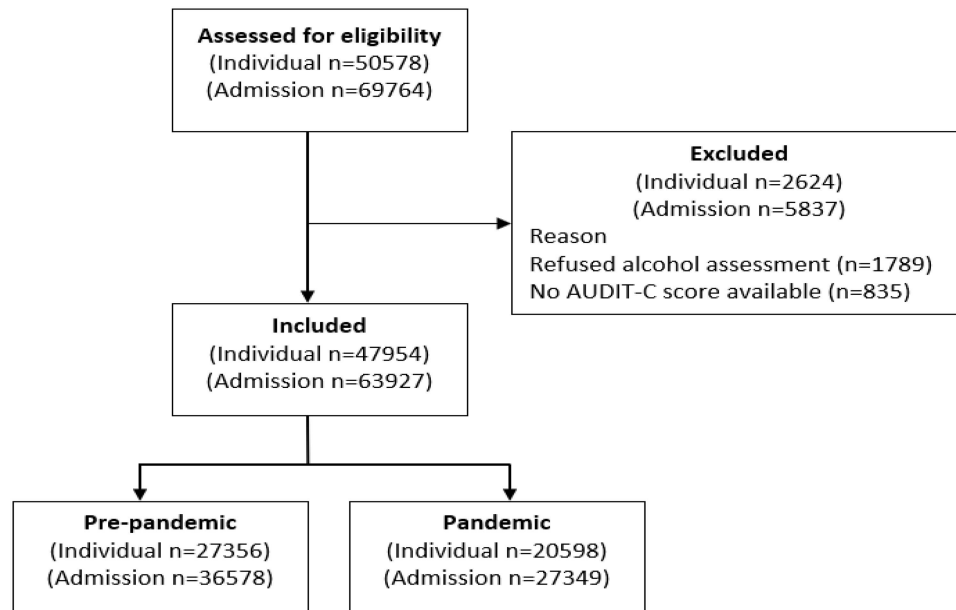 Assessed for eligibility
(Individual n=50578)
(Admission n=69764)
Excluded
(Individual n=2624)
(Admission n=5837)
Reason
Refused alcohol assessment (n=1789)
No AUDIT-C score available (n=835)
Included
(Individual n=47954)
(Admission n=63927)
Pre-pandemic
(Individual n=27356)
(Admission n=36578)
Pandemic
(Individual n=20598)
(Admission n=27349)